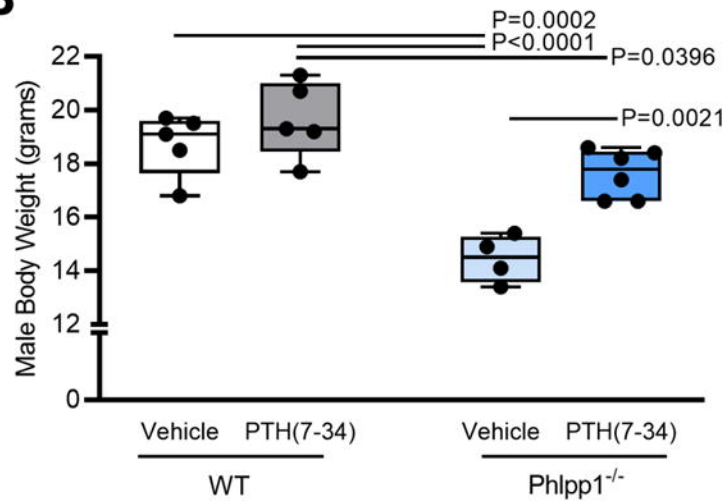 P=0.0002
P<0.0001
P=0.0396
P=0.0021
Male Body Weight (grams)
22
20
18
16
14
12
0
Vehicle PTH(7-34) Vehicle PTH(7-34)
WT Phlpp1-/-